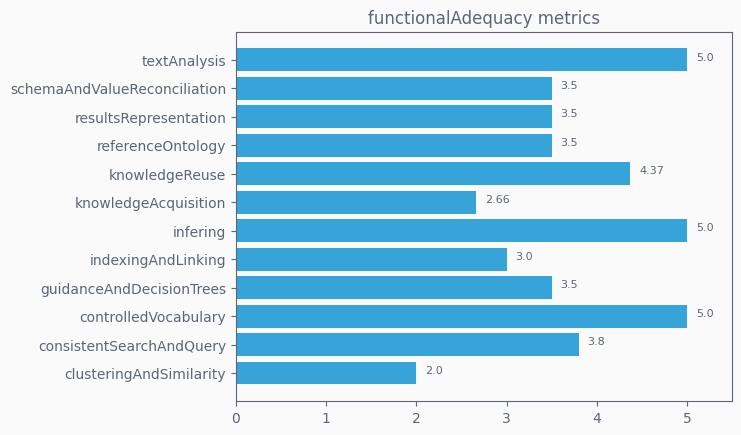 functionalAdequacy metrics
textAnalysis 5.0
schemaAndValueReconciliation 3.5
resultsRepresentation 3.5
referenceOntology 3.5
knowledgeReuse 4.37
knowledgeAcquisition 2.66
infering 5.0
indexingAndLinking 3.0
guidanceAndDecisionTrees 3.5
controlledVocabulary 5.0
consistentSearchAndQuery 3.8
clusteringAndSimilarity 2.0
0 1 2 3 4 5